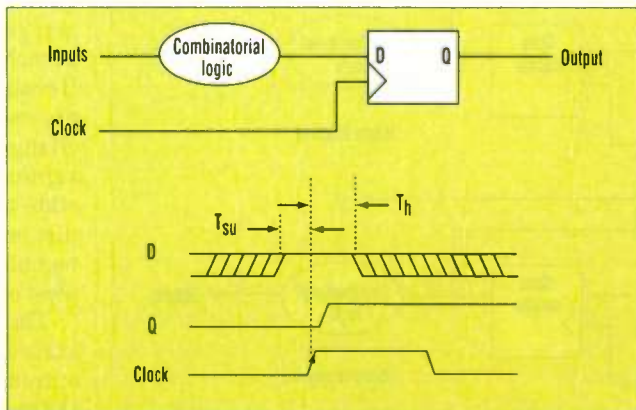 Inputs
Combinatorial
logic
D Q
Output
Clock
Tsu
Th
D
Q
Clock